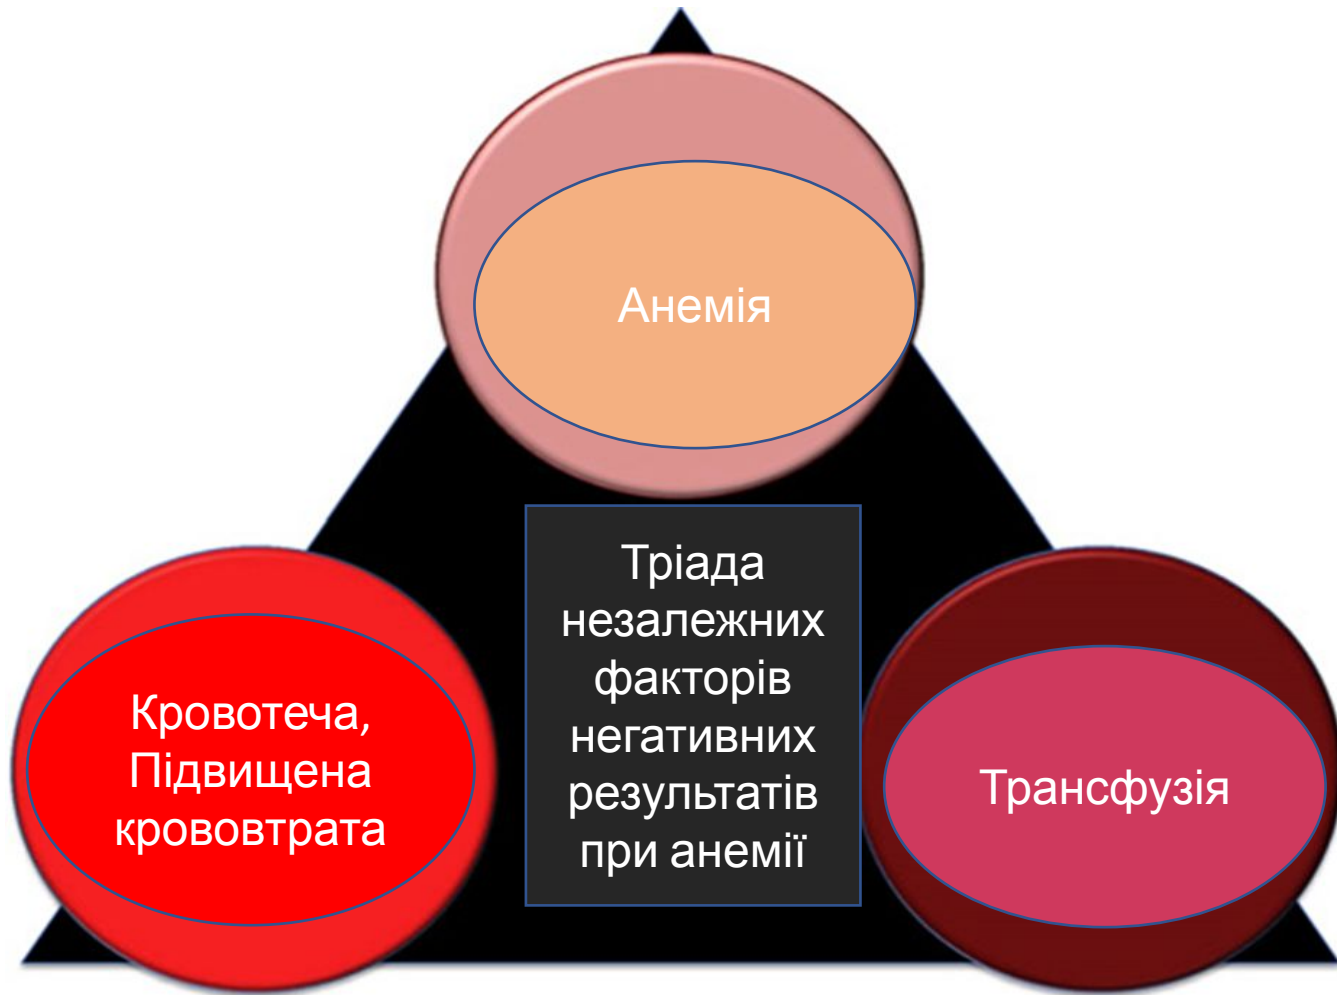 Анемія
Тріада
незалежних
факторів
негативних
результатів
при анемії
Кровотеча,
Підвищена
крововтрата
Трансфузія